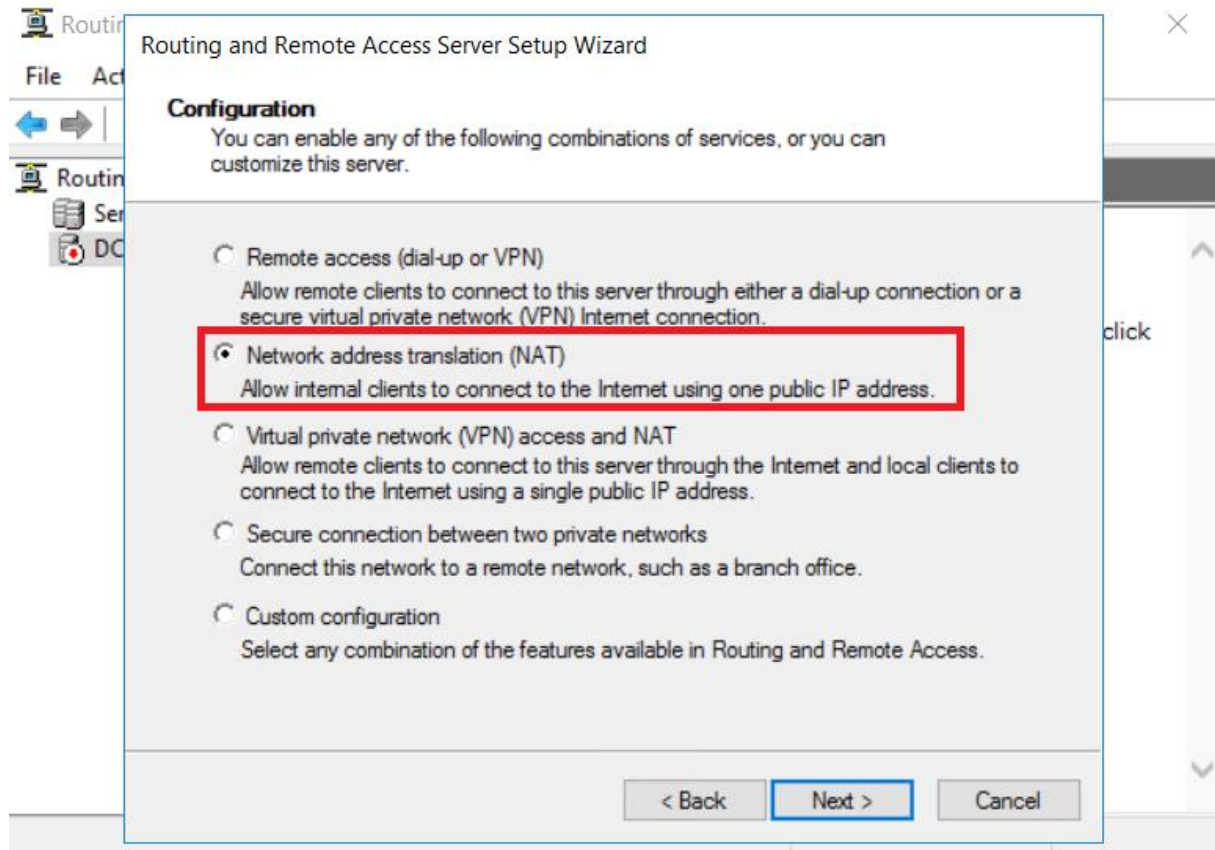 Routin
Routing and Remote Access Server Setup Wizard
File Act
Configuration
You can enable any of the following combinations of services, or you can
customize this server.
Routin
Ser
DC
Remote access (dial-up or VPN)
Allow remote clients to connect to this server through either a dial-up connection or a
secure virtual private network (VPN) Internet connection.
click
Network address translation (NAT)
Allow internal clients to connect to the Internet using one public IP address.
Virtual private network (VPN) access and NAT
Allow remote clients to connect to this server through the Internet and local clients to
connect to the Internet using a single public IP address.
Secure connection between two private networks
Connect this network to a remote network, such as a branch office.
Custom configuration
Select any combination of the features available in Routing and Remote Access.
< Back Next > Cancel